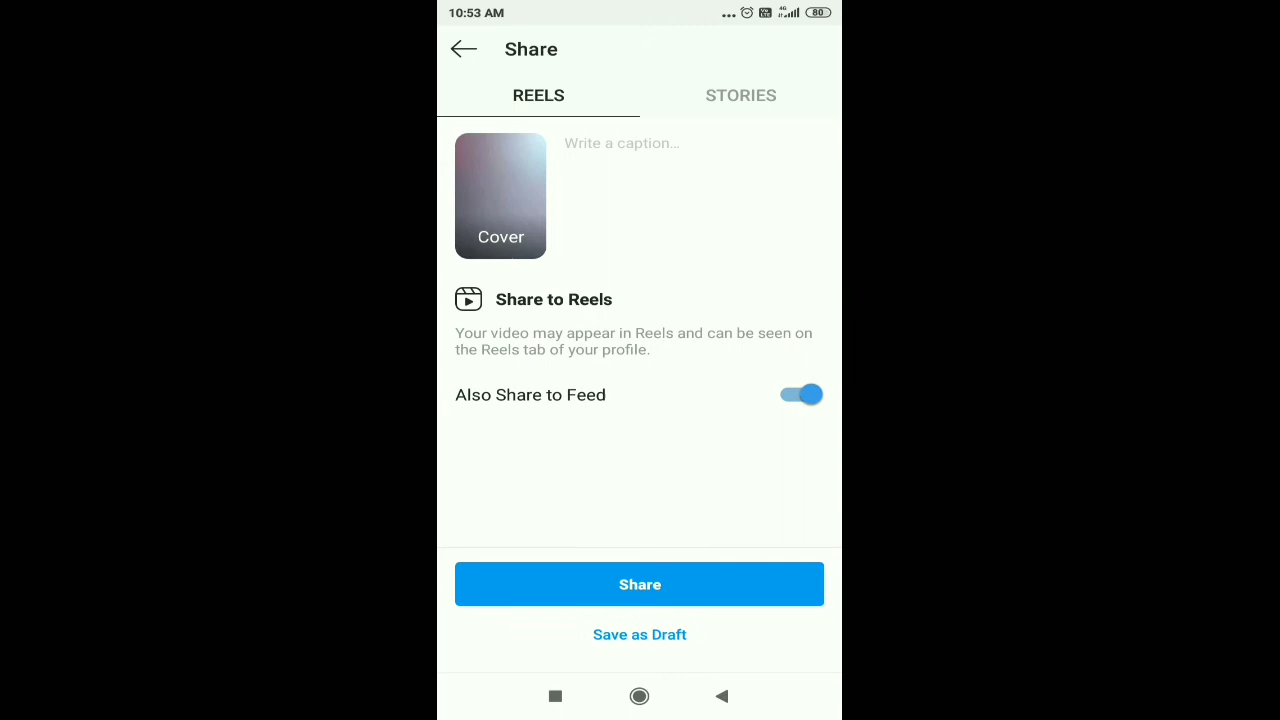 10:53 AM
80
Share
REELS
STORIES
Write a caption...
Cover
Share to Reels
Your video may appear in Reels and can be seen on
the Reels tab of your profile.
Also Share to Feed
Share
Save as Draft